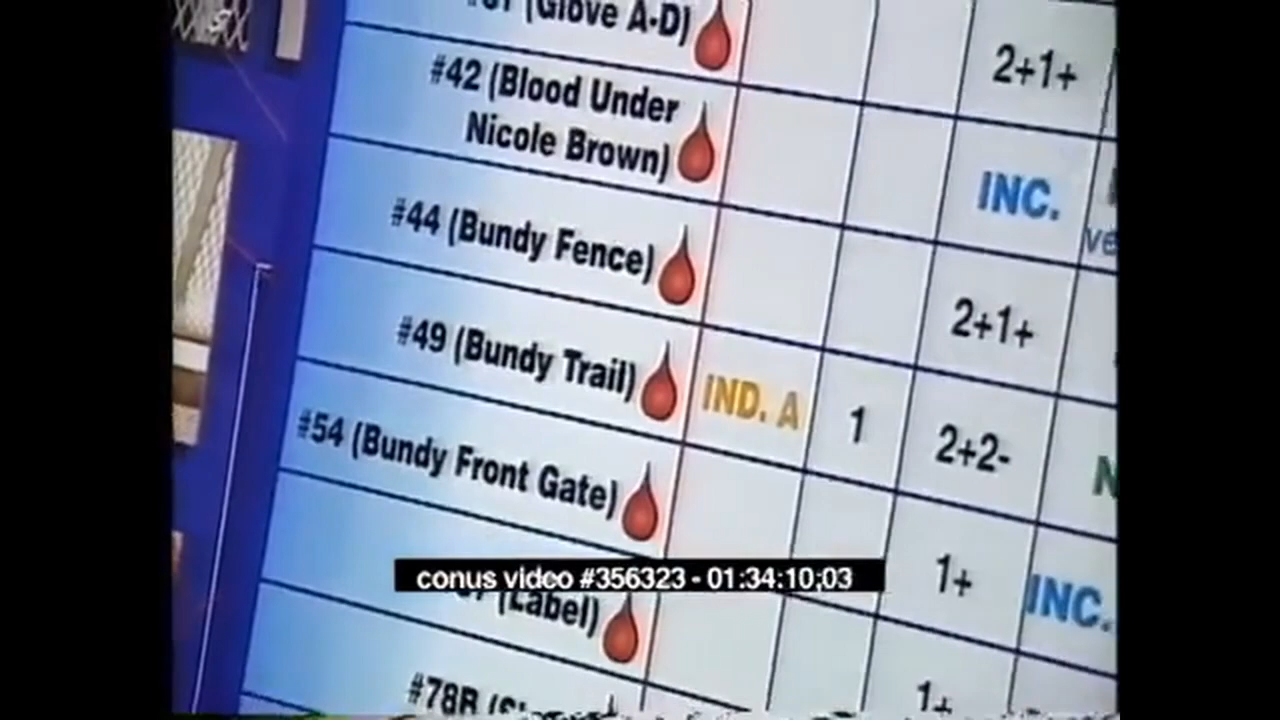 (Glove A-D)
2+1+
#42 (Blood Under
Nicole Brown)
INC.
#44 (Bundy Fence)
2+1+
#49 (Bundy Trail)
IND. A
1
2+2-
#54 (Bundy Front Gate)
1+
INC.
conus video #356323 - 01:34:10;03
(Label)
#78B
1+